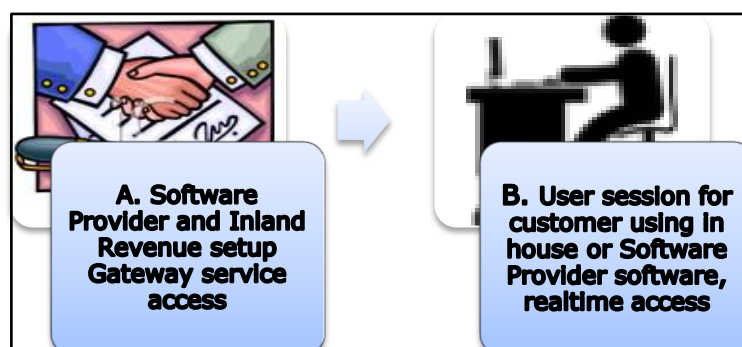 A. Software
Provider and Inland
Revenue setup
Gateway service
access
B. User session for
customer using in
house or Software
Provider software,
realtime access